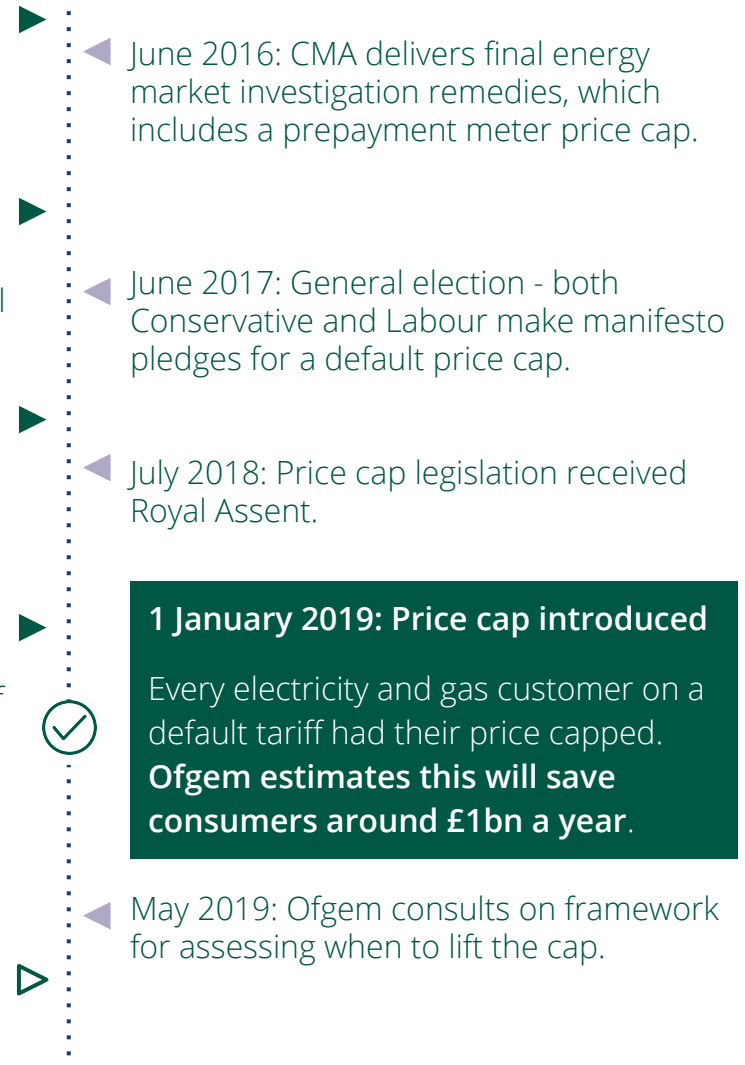 June 2016: CMA delivers final energy
market investigation remedies, which
includes a prepayment meter price cap.
June 2017: General election - both
Conservative and Labour make manifesto
pledges for a default price cap.
July 2018: Price cap legislation received
Royal Assent.
1 January 2019: Price cap introduced
Every electricity and gas customer on a
default tariff had their price capped.
Ofgem estimates this will save
consumers around £1bn a year.
May 2019: Ofgem consults on framework
for assessing when to lift the cap.